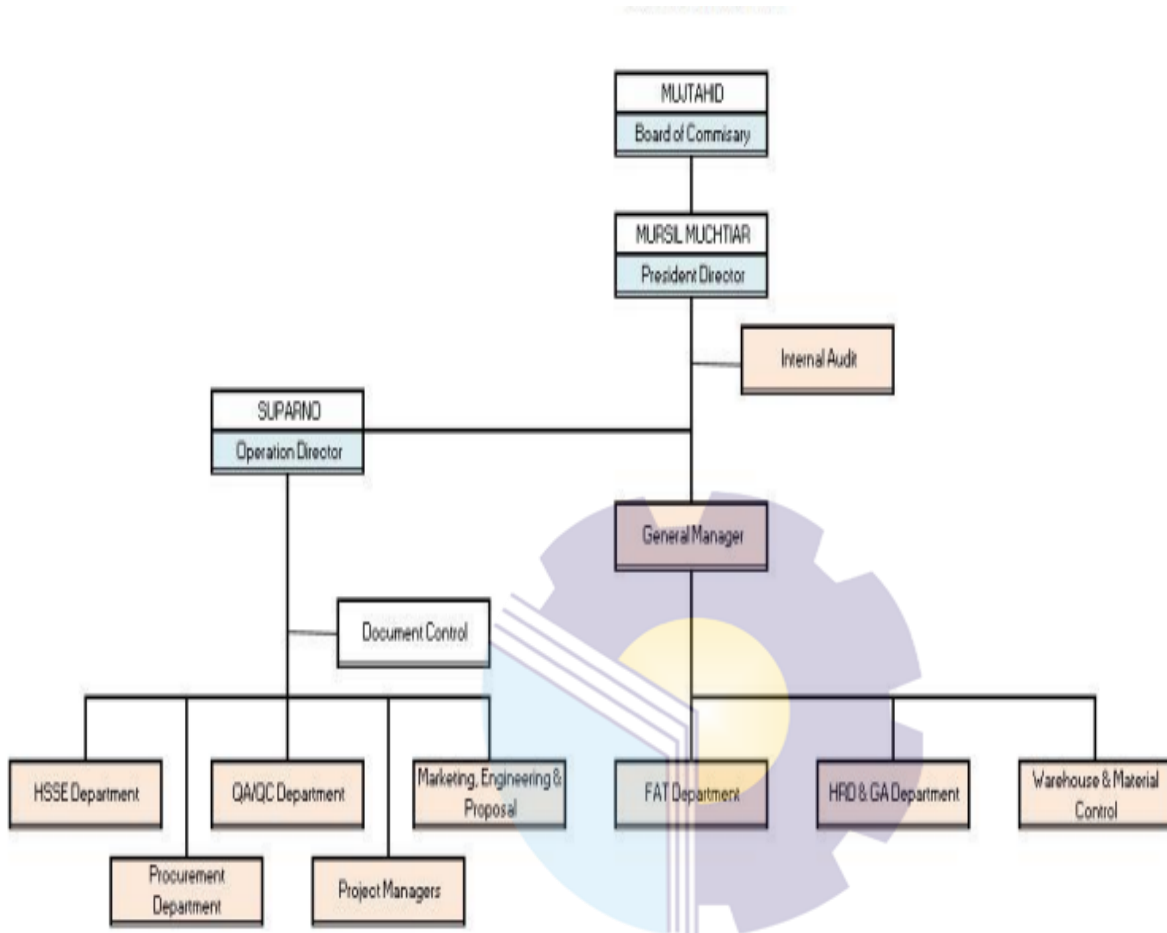 MUJTAHID
Board of Commisary
MURSIL MUCHTIAR
President Director
Internal Audit
SUPARNO
Operation Director
General Manager
Document Control
HSSE Department
QA/QC Department
Marketing, Engineering &
Proposal
FAT Department
HRD & GA Department
Warehouse & Material
Control
Procurement
Department
Project Managers